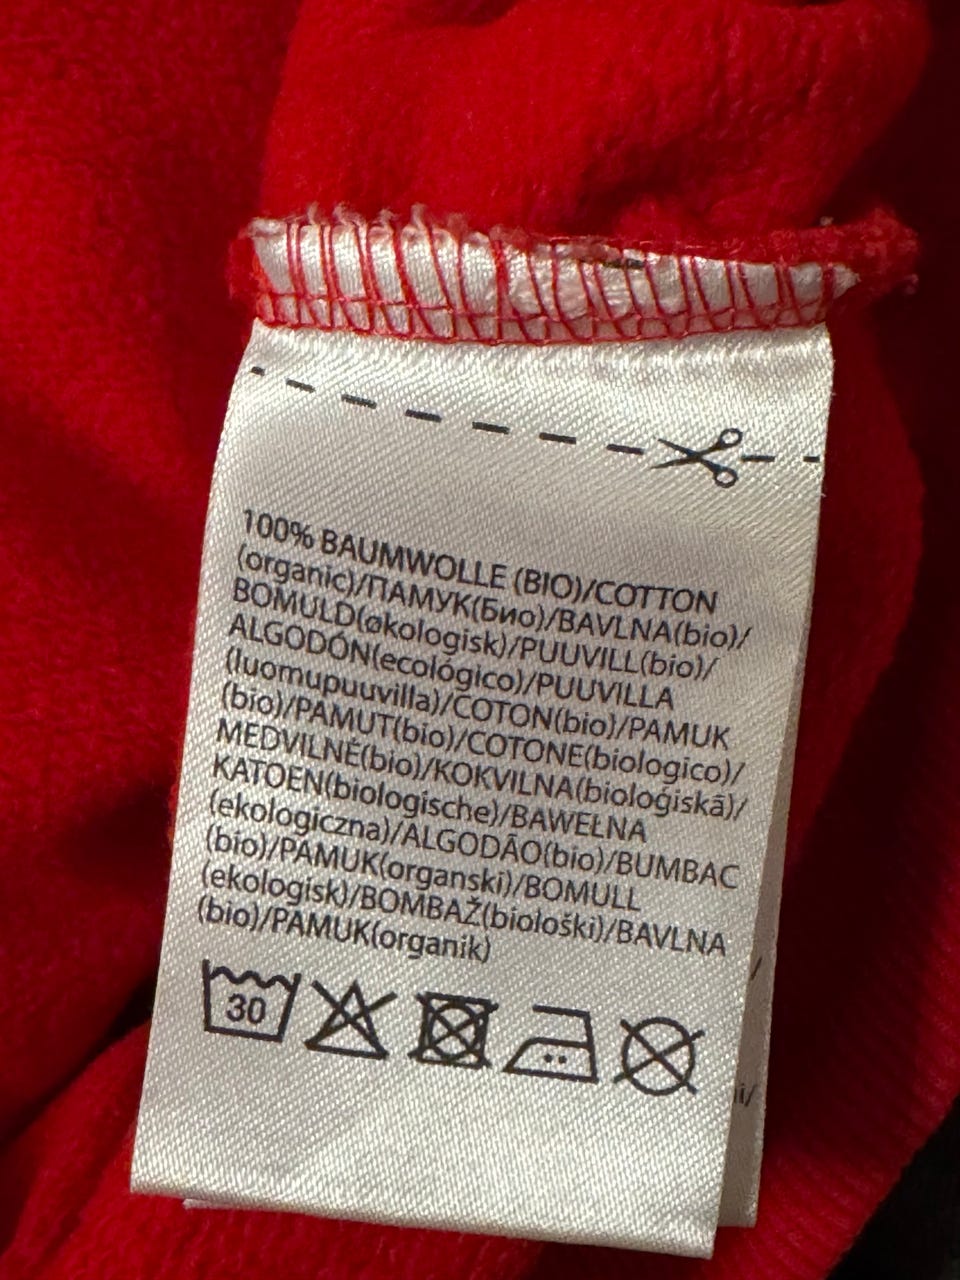 100% BAUMWOLLE (BIO)/COTTON
(organic)/ПАМУК(Био)/BAVLNA(bio)/
BOMULD(økologisk)/PUUVILL(bio)/
ALGODÓN(ecológico)/PUUVILLA
(luomupuuvilla)/COTON(bio)/PAMUK
(bio)/PAMUT(bio)/COTONE(biologico)/
MEDVILNĖ(bio)/KOKVILNA(bioloģiskā)/
KATOEN(biologische)/BAWEŁNA
(ekologiczna)/ALGODÃO(bio)/BUMBAC
(bio)/PAMUK(organski)/BOMULL
(ekologisk)/BOMBAŽ(biološki)/BAVLNA
(bio)/PAMUK(organik)
30